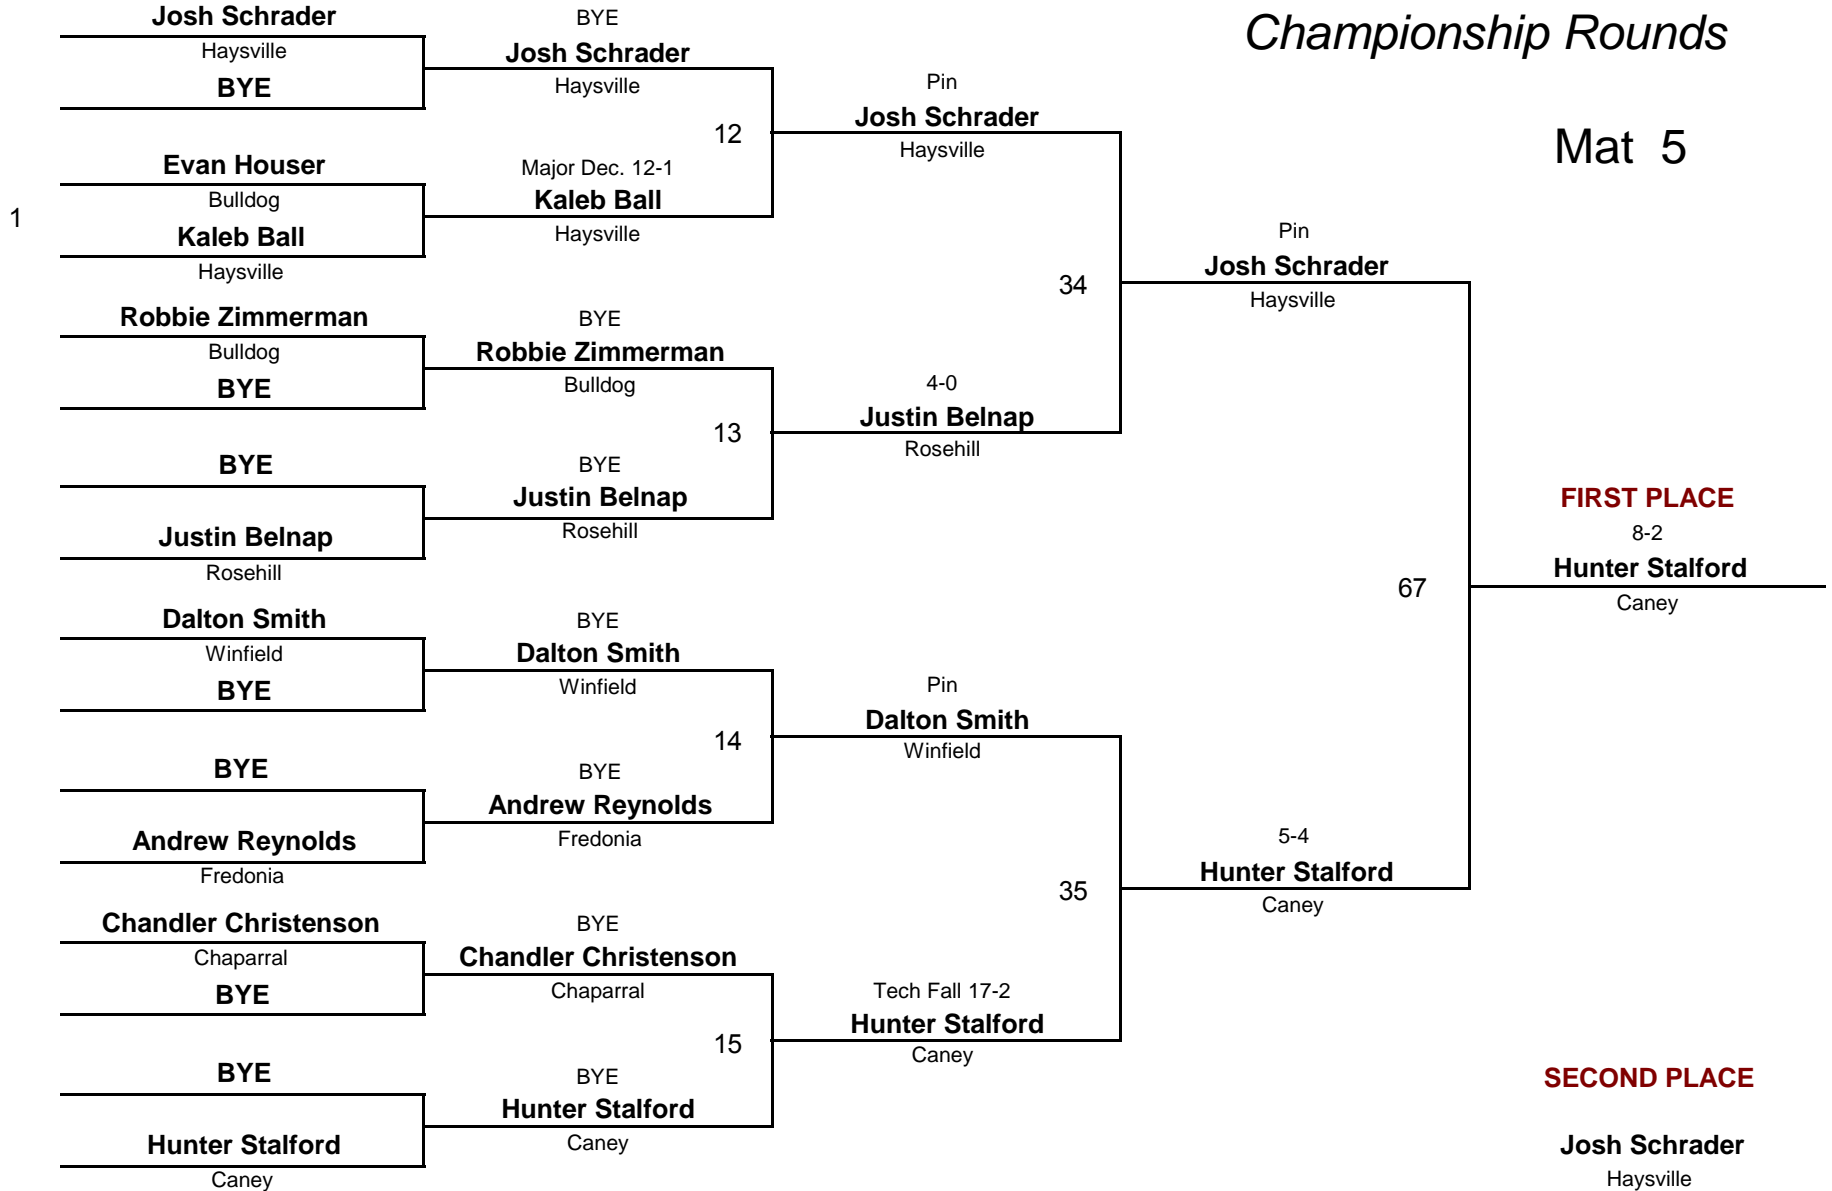 Championship Rounds
Mat 5
Josh Schrader
Haysville
BYE
1
Evan Houser
Bulldog
Kaleb Ball
Haysville
Robbie Zimmerman
Bulldog
BYE
BYE
Justin Belnap
Rosehill
Dalton Smith
Winfield
BYE
BYE
Andrew Reynolds
Fredonia
Chandler Christenson
Chaparral
BYE
BYE
Hunter Stalford
Caney
BYE
Josh Schrader
Haysville
12
Major Dec. 12-1
Kaleb Ball
Haysville
BYE
Robbie Zimmerman
Bulldog
13
BYE
Justin Belnap
Rosehill
BYE
Dalton Smith
Winfield
14
BYE
Andrew Reynolds
Fredonia
BYE
Chandler Christenson
Chaparral
15
BYE
Hunter Stalford
Caney
Pin
Josh Schrader
Haysville
34
4-0
Justin Belnap
Rosehill
Pin
Dalton Smith
Winfield
35
Tech Fall 17-2
Hunter Stalford
Caney
Pin
Josh Schrader
Haysville
67
5-4
Hunter Stalford
Caney
FIRST PLACE
8-2
Hunter Stalford
Caney
SECOND PLACE
Josh Schrader
Haysville